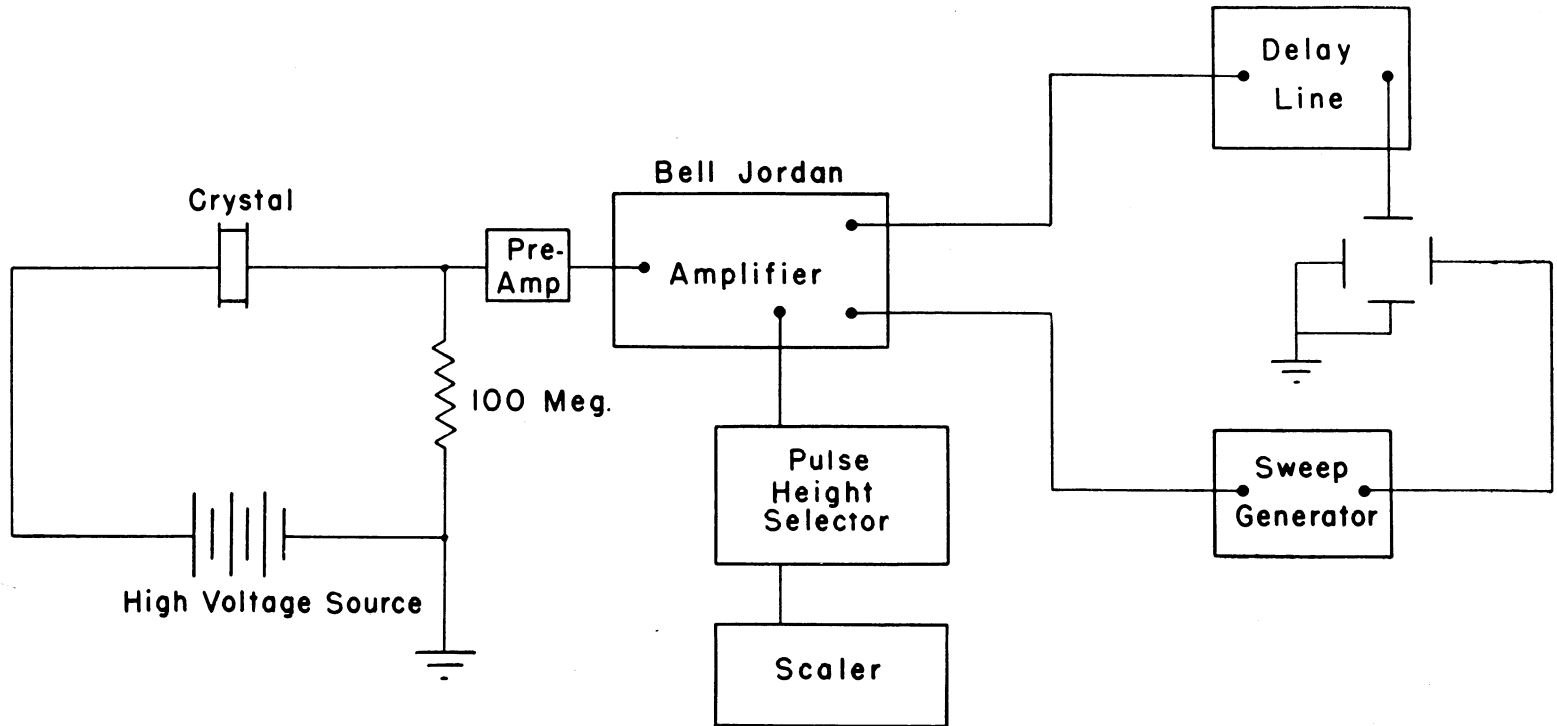 Delay
Line
Bell Jordan
Crystal
Pre-
Amp
Amplifier
100 Meg.
Pulse
Height
Selector
Sweep
Generator
High Voltage Source
Scaler